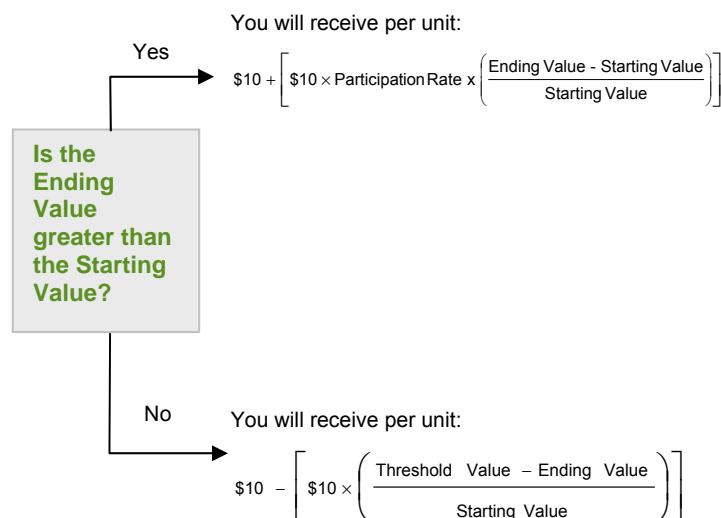 You will receive per unit:
Yes
$10 + [ $10 × Participation Rate x ( Ending Value - Starting Value / Starting Value ) ]
Is the
Ending
Value
greater than
the Starting
Value?
No
You will receive per unit:
$10 − [ $10 × ( Threshold Value − Ending Value / Starting Value ) ]